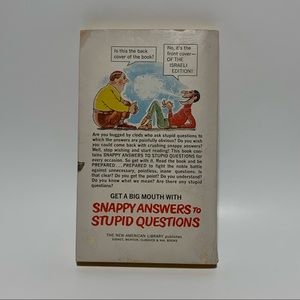 Is this the back
cover of the book?
No, it's the
front cover—
OF THE
ISRAELI
EDITION!
Are you bugged by clods who ask stupid questions to
which the answers are painfully obvious? Do you wish
you could come back with crushing snappy answers?
Well, stop wishing and start reading! This book con-
tains SNAPPY ANSWERS TO STUPID QUESTIONS for
every occasion. So get with it. Read the book and be
PREPARED . . . PREPARED to fight the noble battle
against unnecessary, pointless, inane questions. Is
that clear? Do you get the point? Do you understand?
Do you know what we mean? Are there any stupid
questions?
GET A BIG MOUTH WITH
SNAPPY ANSWERS TO
STUPID QUESTIONS
THE NEW AMERICAN LIBRARY publishes
SIGNET, MENTOR, CLASSICS & NAL BOOKS